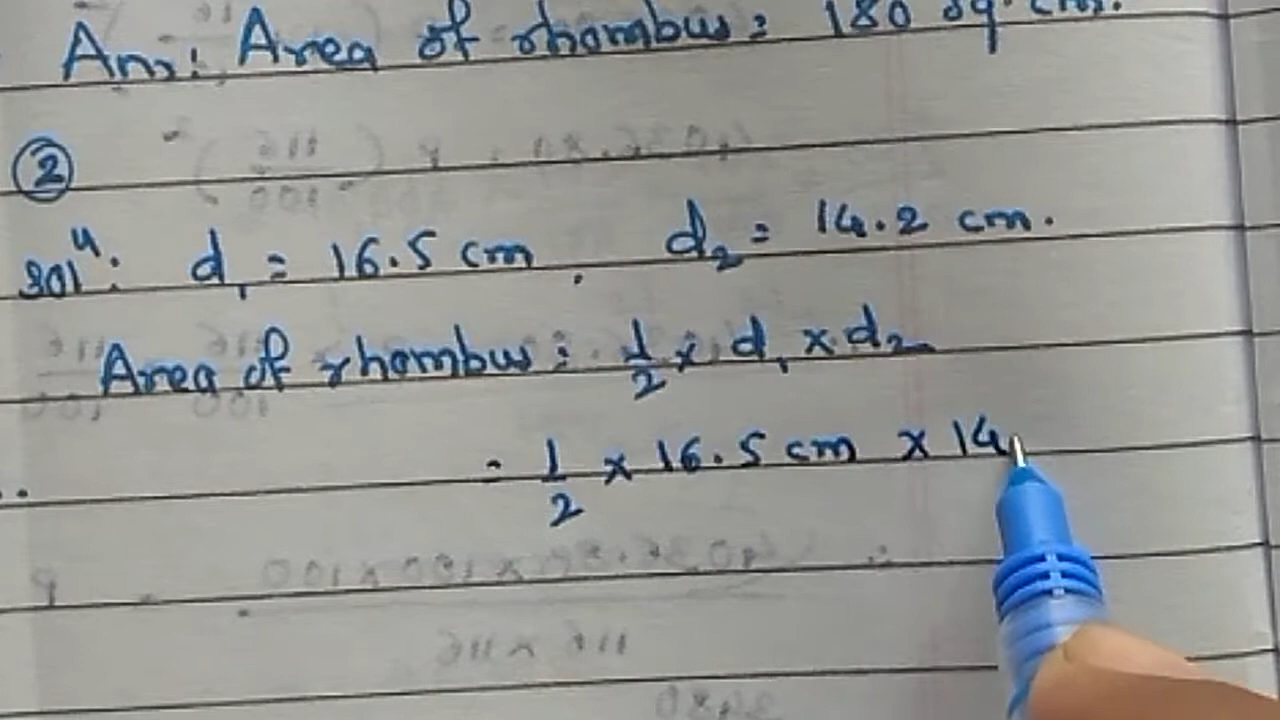 Ans: Area of rhombus = 180 sq. cm.
②
Solⁿ: d₁ = 16.5 cm. d₂ = 14.2 cm.
Area of rhombus = 1/2 x d₁ x d₂
= 1/2 x 16.5 cm x 14.